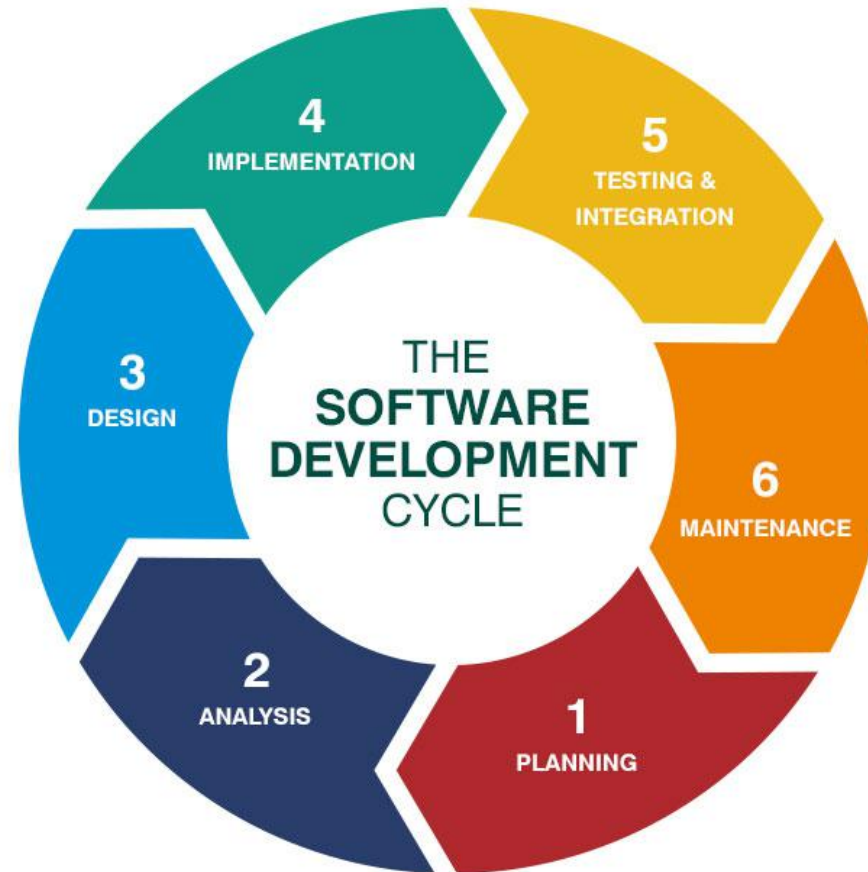 THE
SOFTWARE
DEVELOPMENT
CYCLE
1
PLANNING
2
ANALYSIS
3
DESIGN
4
IMPLEMENTATION
5
TESTING &
INTEGRATION
6
MAINTENANCE